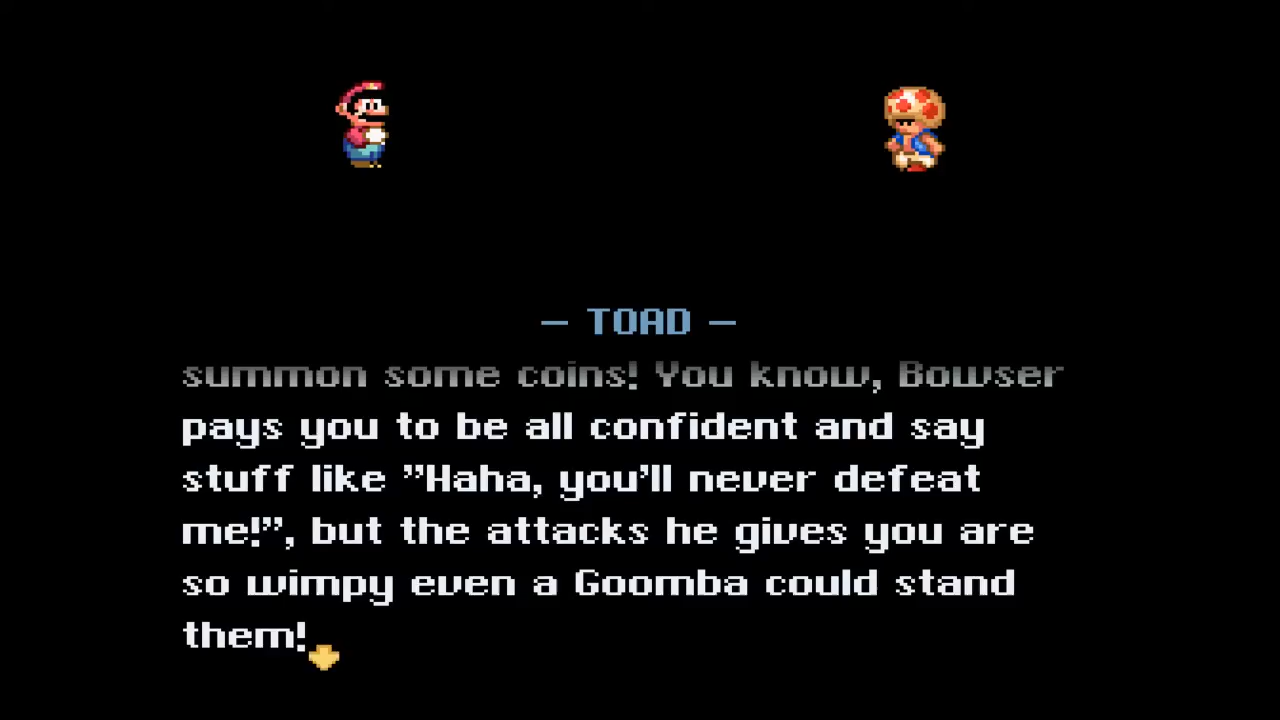 — TOAD —
summon some coins! You know, Bowser
pays you to be all confident and say
stuff like ”Haha, you'll never defeat
me!”, but the attacks he gives you are
so wimpy even a Goomba could stand
them!